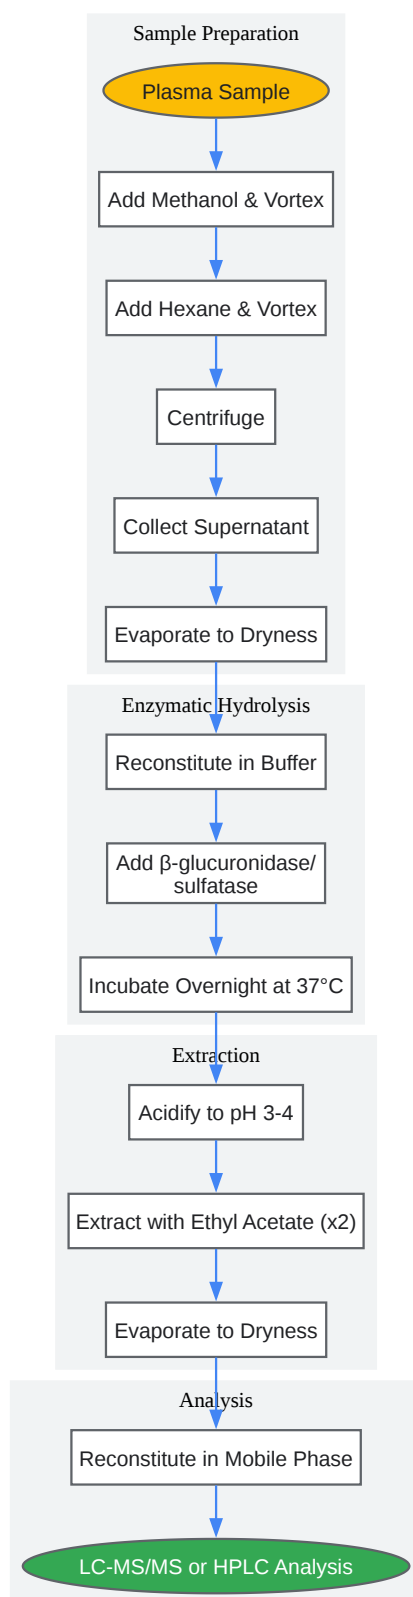 Sample Preparation
Plasma Sample
Add Methanol & Vortex
Add Hexane & Vortex
Centrifuge
Collect Supernatant
Evaporate to Dryness
Enzymatic Hydrolysis
Reconstitute in Buffer
Add β-glucuronidase/
sulfatase
Incubate Overnight at 37°C
Extraction
Acidify to pH 3-4
Extract with Ethyl Acetate (x2)
Evaporate to Dryness
Analysis
Reconstitute in Mobile Phase
LC-MS/MS or HPLC Analysis